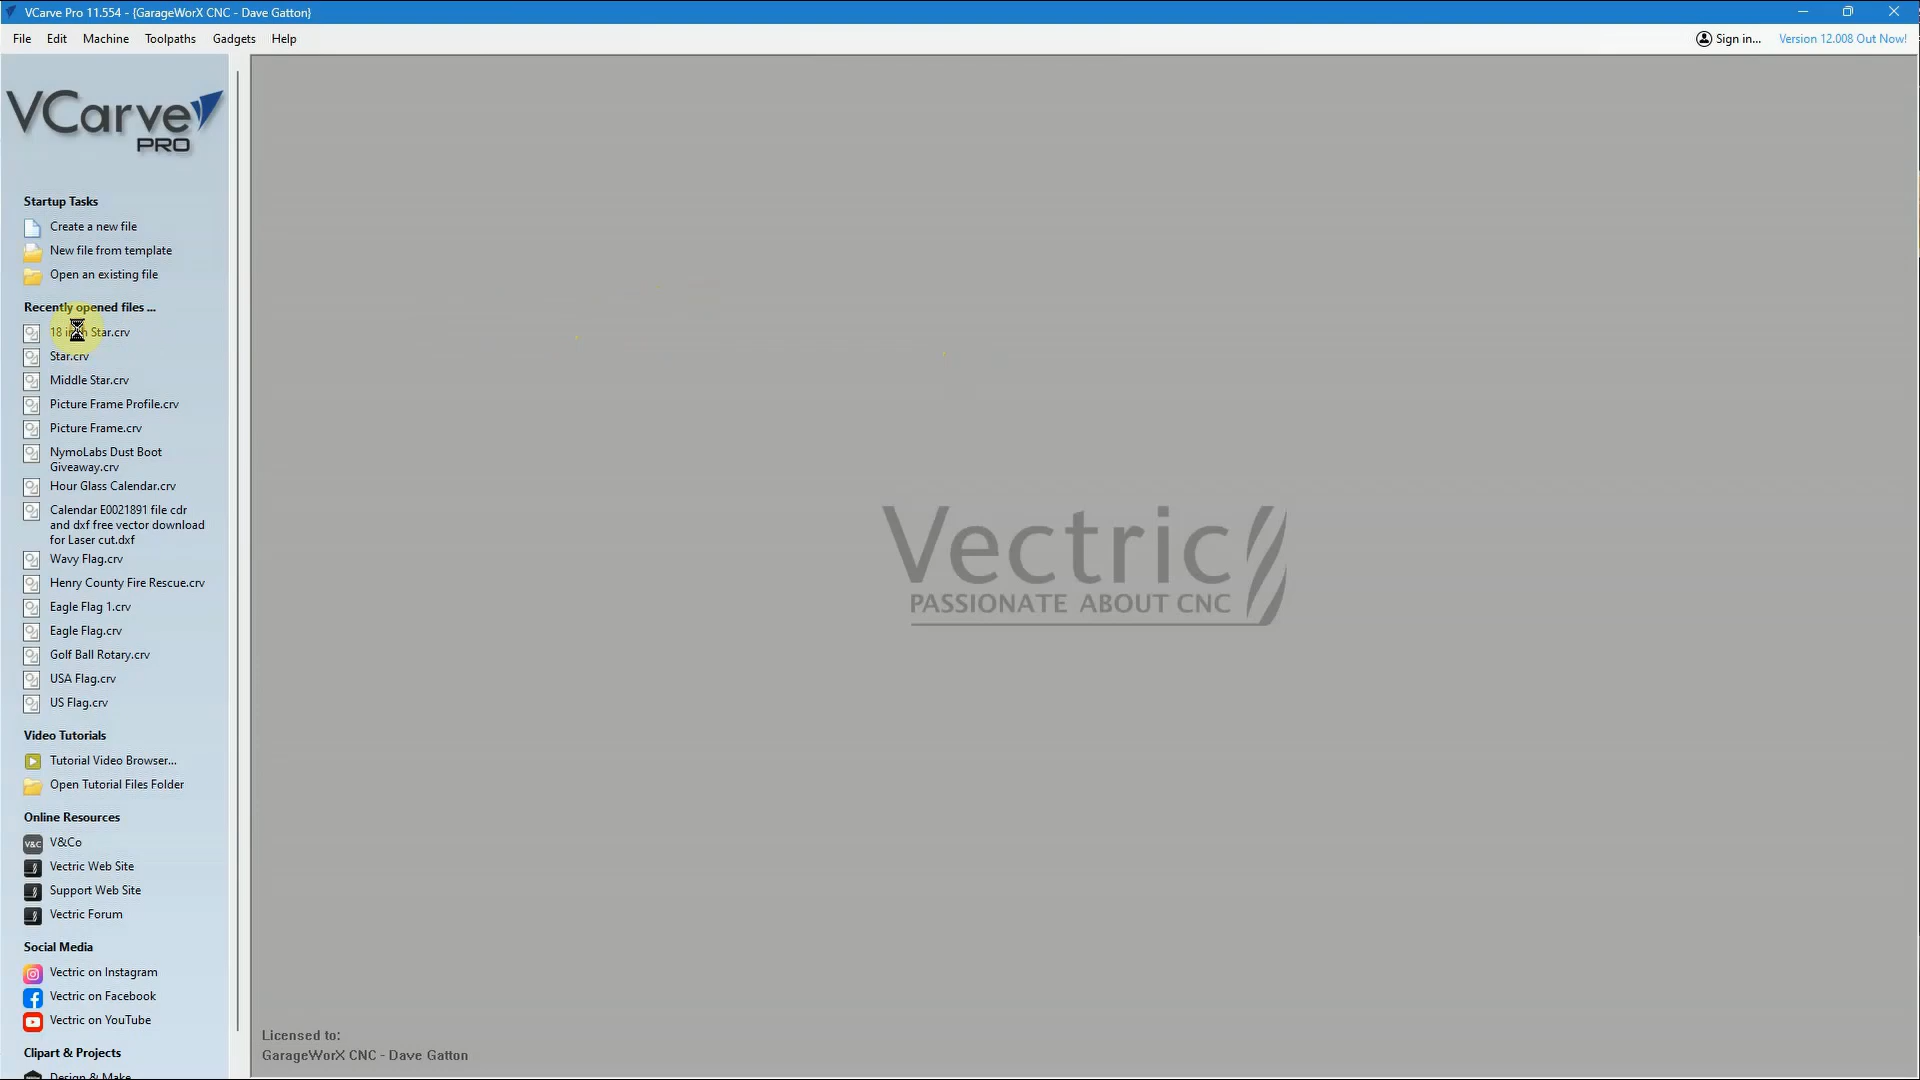 VCarve Pro 11.554 - {GarageWorX CNC - Dave Gatton}
File Edit Machine Toolpaths Gadgets Help
Sign in... Version 12.008 Out Now!
VCarve
PRO
Startup Tasks
Create a new file
New file from template
Open an existing file
Recently opened files ...
18 inch Star.crv
Star.crv
Middle Star.crv
Picture Frame Profile.crv
Picture Frame.crv
NymoLabs Dust Boot
Giveaway.crv
Hour Glass Calendar.crv
Calendar E0021891 file cdr
and dxf free vector download
for Laser cut.dxf
Wavy Flag.crv
Henry County Fire Rescue.crv
Eagle Flag 1.crv
Eagle Flag.crv
Golf Ball Rotary.crv
USA Flag.crv
US Flag.crv
Video Tutorials
Tutorial Video Browser...
Open Tutorial Files Folder
Online Resources
V&C V&Co
Vectric Web Site
Support Web Site
Vectric Forum
Social Media
Vectric on Instagram
Vectric on Facebook
Vectric on YouTube
Clipart & Projects
Design & Make
Vectric
PASSIONATE ABOUT CNC
Licensed to:
GarageWorX CNC - Dave Gatton